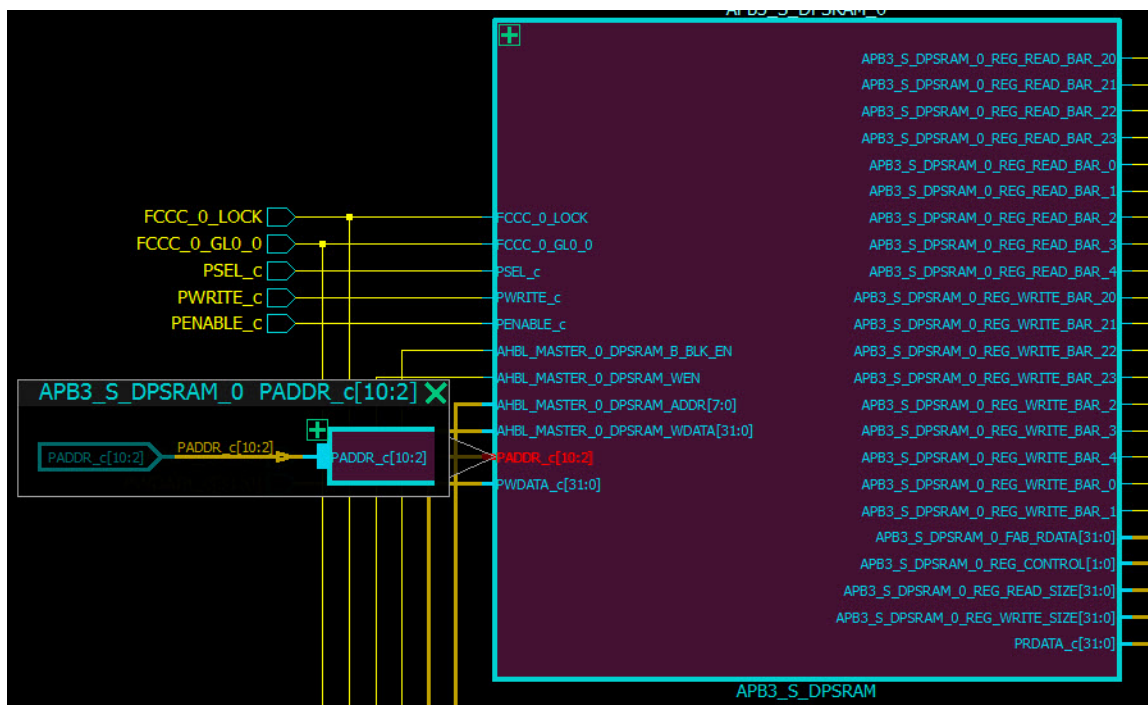 APB3_S_DPSRAM_0
FCCC_0_LOCK
FCCC_0_GL0_0
PSEL_c
PWRITE_c
PENABLE_c
APB3_S_DPSRAM_0 PADDR_c[10:2]
PADDR_c[10:2]
PADDR_c[10:2]
PADDR_c[10:2]
FCCC_0_LOCK
FCCC_0_GL0_0
PSEL_c
PWRITE_c
PENABLE_c
AHBL_MASTER_0_DPSRAM_B_BLK_EN
AHBL_MASTER_0_DPSRAM_WEN
AHBL_MASTER_0_DPSRAM_ADDR[7:0]
AHBL_MASTER_0_DPSRAM_WDATA[31:0]
PADDR_c[10:2]
PWDATA_c[31:0]
APB3_S_DPSRAM_0_REG_READ_BAR_20
APB3_S_DPSRAM_0_REG_READ_BAR_21
APB3_S_DPSRAM_0_REG_READ_BAR_22
APB3_S_DPSRAM_0_REG_READ_BAR_23
APB3_S_DPSRAM_0_REG_READ_BAR_0
APB3_S_DPSRAM_0_REG_READ_BAR_1
APB3_S_DPSRAM_0_REG_READ_BAR_2
APB3_S_DPSRAM_0_REG_READ_BAR_3
APB3_S_DPSRAM_0_REG_READ_BAR_4
APB3_S_DPSRAM_0_REG_WRITE_BAR_20
APB3_S_DPSRAM_0_REG_WRITE_BAR_21
APB3_S_DPSRAM_0_REG_WRITE_BAR_22
APB3_S_DPSRAM_0_REG_WRITE_BAR_23
APB3_S_DPSRAM_0_REG_WRITE_BAR_2
APB3_S_DPSRAM_0_REG_WRITE_BAR_3
APB3_S_DPSRAM_0_REG_WRITE_BAR_4
APB3_S_DPSRAM_0_REG_WRITE_BAR_0
APB3_S_DPSRAM_0_REG_WRITE_BAR_1
APB3_S_DPSRAM_0_FAB_RDATA[31:0]
APB3_S_DPSRAM_0_REG_CONTROL[1:0]
APB3_S_DPSRAM_0_REG_READ_SIZE[31:0]
APB3_S_DPSRAM_0_REG_WRITE_SIZE[31:0]
PRDATA_c[31:0]
APB3_S_DPSRAM